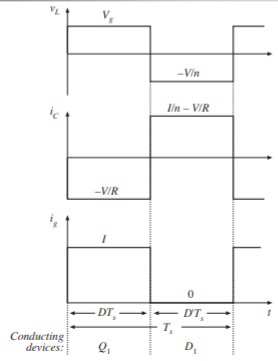 v_L
V_g
–V/n
i_C
I/n – V/R
–V/R
i_g
I
0
DT_s D'T_s t
T_s
Conducting
devices: Q_1 D_1